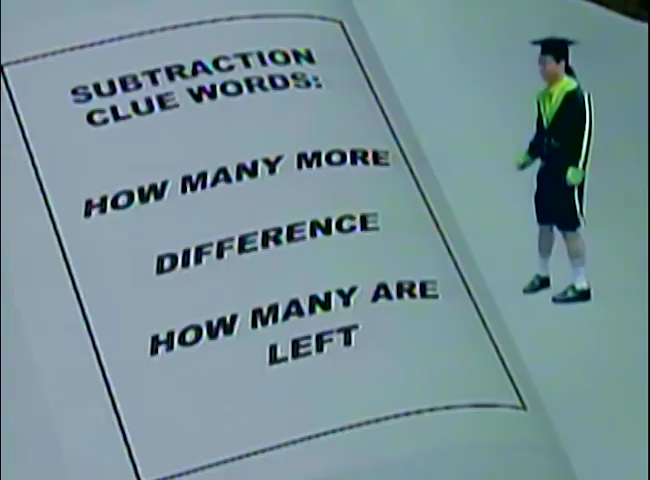 SUBTRACTION
CLUE WORDS:
HOW MANY MORE
DIFFERENCE
HOW MANY ARE
LEFT